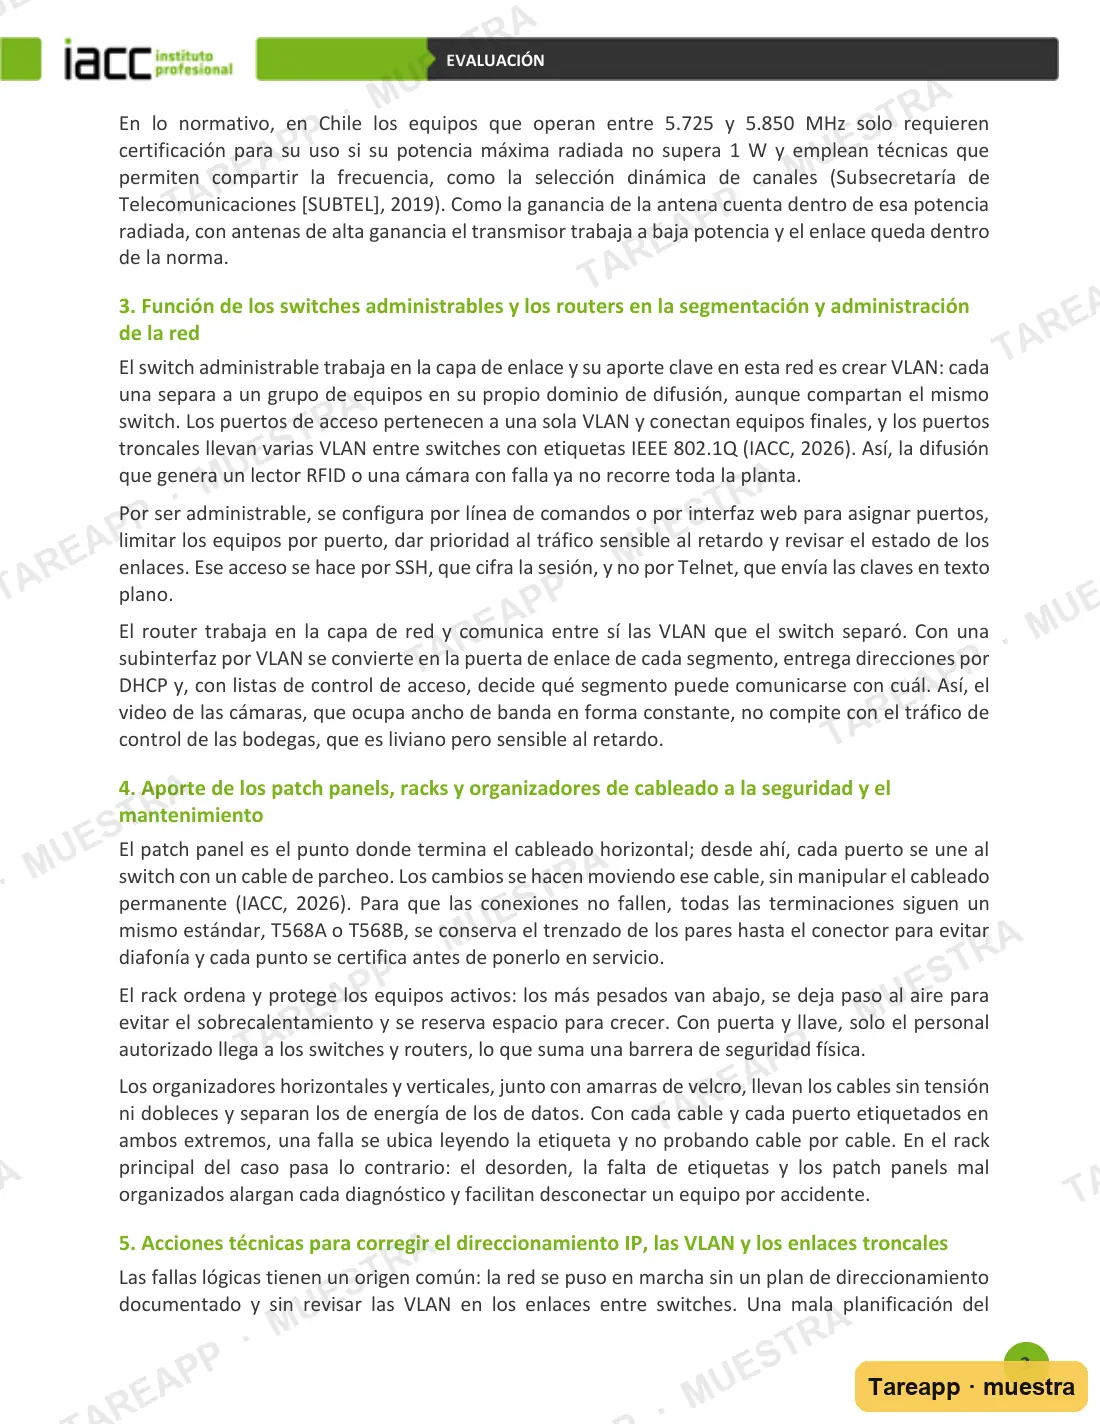 iacc instituto profesional
EVALUACIÓN
En lo normativo, en Chile los equipos que operan entre 5.725 y 5.850 MHz solo requieren
certificación para su uso si su potencia máxima radiada no supera 1 W y emplean técnicas que
permiten compartir la frecuencia, como la selección dinámica de canales (Subsecretaría de
Telecomunicaciones [SUBTEL], 2019). Como la ganancia de la antena cuenta dentro de esa potencia
radiada, con antenas de alta ganancia el transmisor trabaja a baja potencia y el enlace queda dentro
de la norma.
3. Función de los switches administrables y los routers en la segmentación y administración
de la red
El switch administrable trabaja en la capa de enlace y su aporte clave en esta red es crear VLAN: cada
una separa a un grupo de equipos en su propio dominio de difusión, aunque compartan el mismo
switch. Los puertos de acceso pertenecen a una sola VLAN y conectan equipos finales, y los puertos
troncales llevan varias VLAN entre switches con etiquetas IEEE 802.1Q (IACC, 2026). Así, la difusión
que genera un lector RFID o una cámara con falla ya no recorre toda la planta.
Por ser administrable, se configura por línea de comandos o por interfaz web para asignar puertos,
limitar los equipos por puerto, dar prioridad al tráfico sensible al retardo y revisar el estado de los
enlaces. Ese acceso se hace por SSH, que cifra la sesión, y no por Telnet, que envía las claves en texto
plano.
El router trabaja en la capa de red y comunica entre sí las VLAN que el switch separó. Con una
subinterfaz por VLAN se convierte en la puerta de enlace de cada segmento, entrega direcciones por
DHCP y, con listas de control de acceso, decide qué segmento puede comunicarse con cuál. Así, el
video de las cámaras, que ocupa ancho de banda en forma constante, no compite con el tráfico de
control de las bodegas, que es liviano pero sensible al retardo.
4. Aporte de los patch panels, racks y organizadores de cableado a la seguridad y el
mantenimiento
El patch panel es el punto donde termina el cableado horizontal; desde ahí, cada puerto se une al
switch con un cable de parcheo. Los cambios se hacen moviendo ese cable, sin manipular el cableado
permanente (IACC, 2026). Para que las conexiones no fallen, todas las terminaciones siguen un
mismo estándar, T568A o T568B, se conserva el trenzado de los pares hasta el conector para evitar
diafonía y cada punto se certifica antes de ponerlo en servicio.
El rack ordena y protege los equipos activos: los más pesados van abajo, se deja paso al aire para
evitar el sobrecalentamiento y se reserva espacio para crecer. Con puerta y llave, solo el personal
autorizado llega a los switches y routers, lo que suma una barrera de seguridad física.
Los organizadores horizontales y verticales, junto con amarras de velcro, llevan los cables sin tensión
ni dobleces y separan los de energía de los de datos. Con cada cable y cada puerto etiquetados en
ambos extremos, una falla se ubica leyendo la etiqueta y no probando cable por cable. En el rack
principal del caso pasa lo contrario: el desorden, la falta de etiquetas y los patch panels mal
organizados alargan cada diagnóstico y facilitan desconectar un equipo por accidente.
5. Acciones técnicas para corregir el direccionamiento IP, las VLAN y los enlaces troncales
Las fallas lógicas tienen un origen común: la red se puso en marcha sin un plan de direccionamiento
documentado y sin revisar las VLAN en los enlaces entre switches. Una mala planificación del
Tareapp · muestra
TAREAPP · MUESTRA